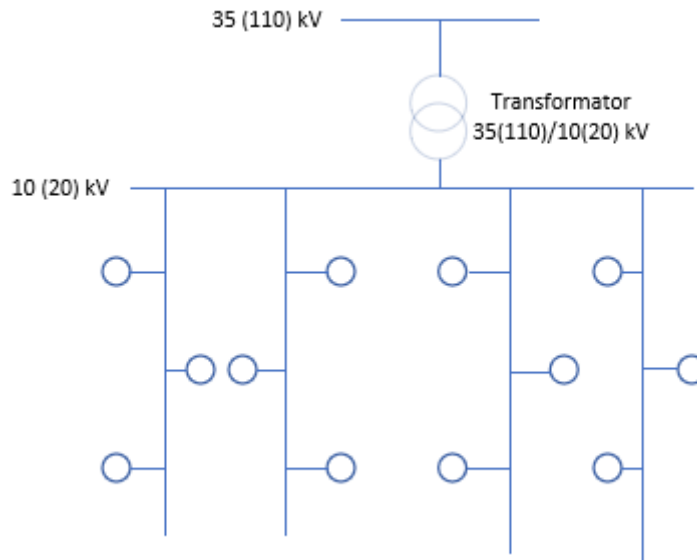 35 (110) kV
Transformator
35(110)/10(20) kV
10 (20) kV